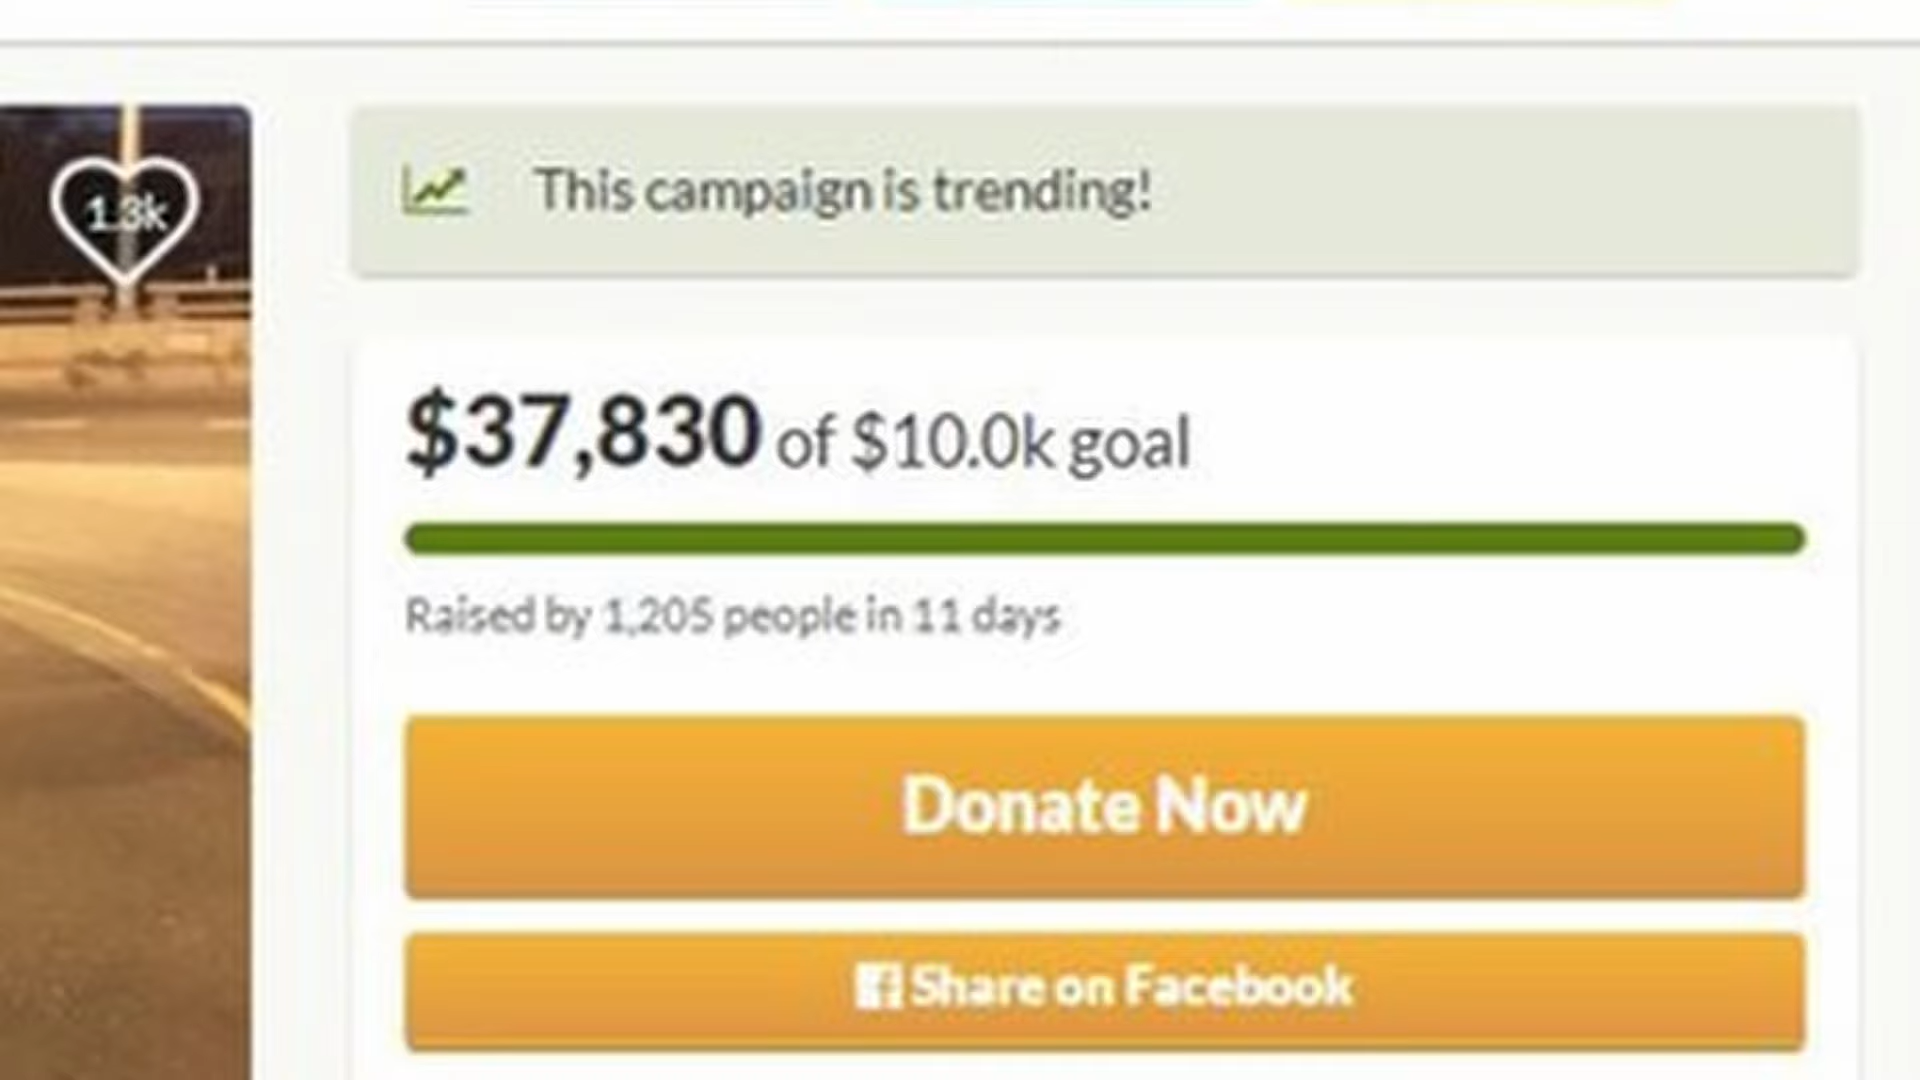 1.3k
This campaign is trending!
$37,830 of $10.0k goal
Raised by 1,205 people in 11 days
Donate Now
Share on Facebook